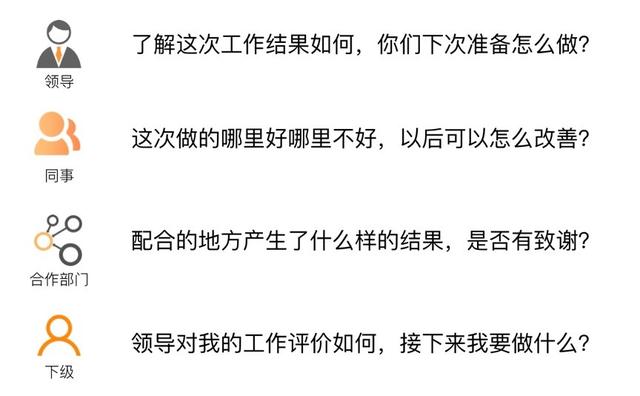 了解这次工作结果如何，你们下次准备怎么做？
领导
这次做的哪里好哪里不好，以后可以怎么改善？
同事
配合的地方产生了什么样的结果，是否有致谢？
合作部门
领导对我的工作评价如何，接下来我要做什么？
下级